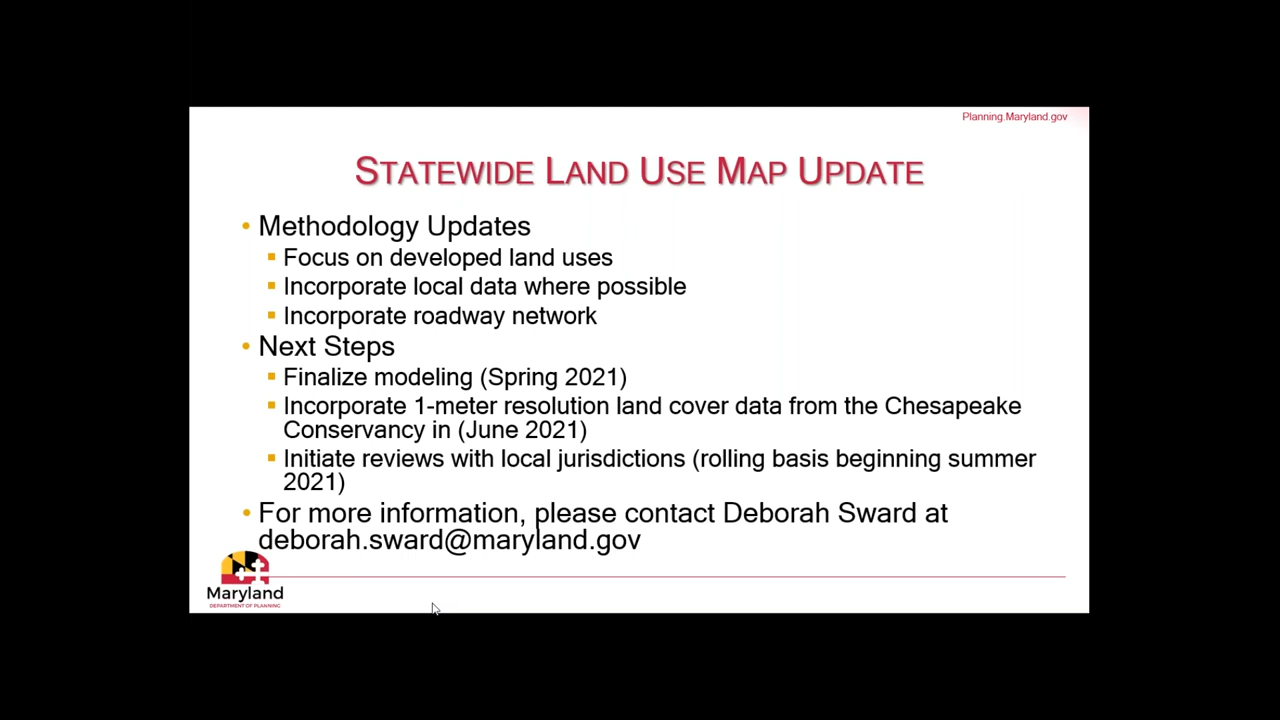 Planning.Maryland.gov
STATEWIDE LAND USE MAP UPDATE
• Methodology Updates
▪ Focus on developed land uses
▪ Incorporate local data where possible
▪ Incorporate roadway network
• Next Steps
▪ Finalize modeling (Spring 2021)
▪ Incorporate 1-meter resolution land cover data from the Chesapeake
Conservancy in (June 2021)
▪ Initiate reviews with local jurisdictions (rolling basis beginning summer
2021)
• For more information, please contact Deborah Sward at
deborah.sward@maryland.gov
Maryland
DEPARTMENT OF PLANNING